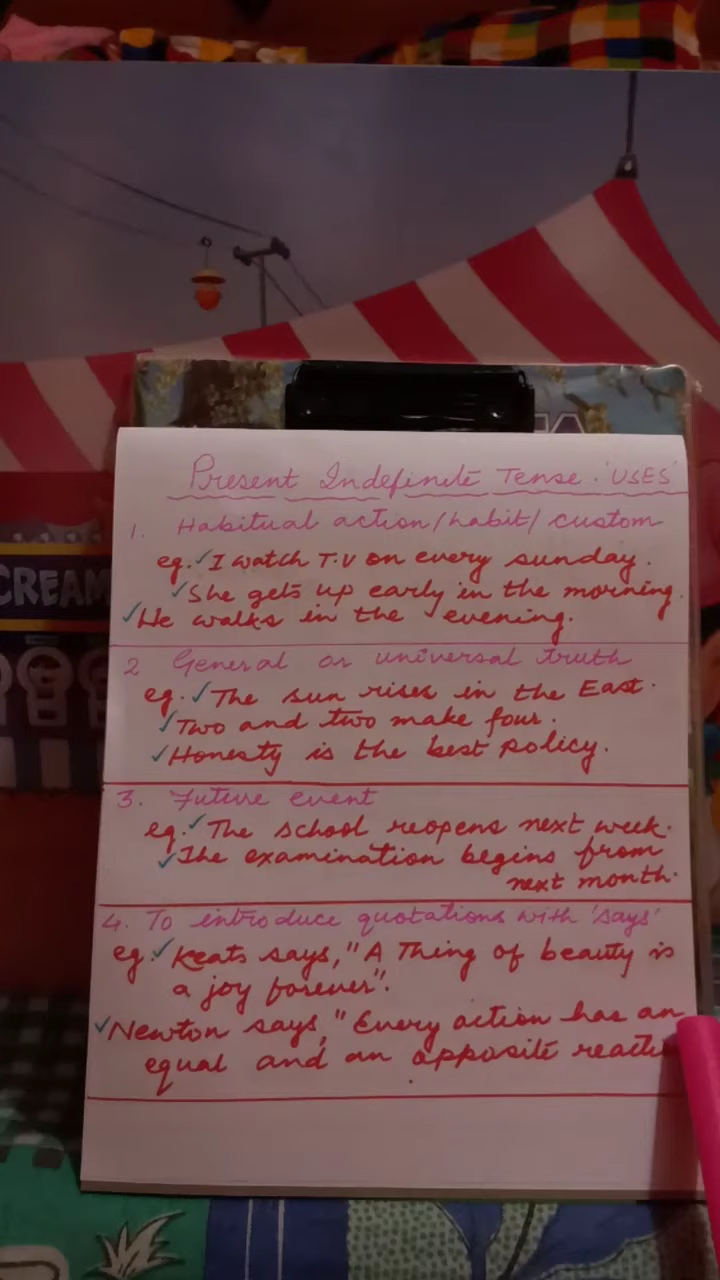 CREAM
Present Indefinite Tense. 'USES'
1. Habitual action/habit/custom
eg. ✓I watch T.V on every sunday.
✓She gets up early in the morning.
✓He walks in the evening.
2 General or universal truth
eg. ✓The sun rises in the East.
✓Two and two make four.
✓Honesty is the best policy.
3. Future event
eg. ✓The school reopens next week.
✓The examination begins from
next month.
4. To introduce quotations with 'says'
eg. ✓Keats says, "A Thing of beauty is
a joy forever".
✓Newton says, "Every action has an
equal and an opposite